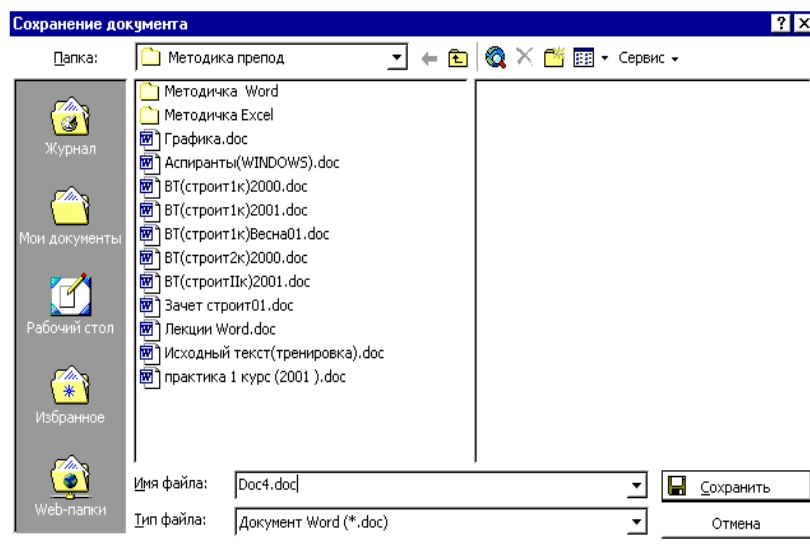 Сохранение документа
Папка: Методика препод Сервис
Журнал
Мои документы
Рабочий стол
Избранное
Web-папки
Методичка Word
Методичка Excel
Графика.doc
Аспиранты(WINDOWS).doc
ВТ(строит1к)2000.doc
ВТ(строит1к)2001.doc
ВТ(строит1к)Весна01.doc
ВТ(строит2к)2000.doc
ВТ(строитIIк)2001.doc
Зачет строит01.doc
Лекции Word.doc
Исходный текст(тренировка).doc
практика 1 курс (2001 ).doc
Имя файла: Doc4.doc Сохранить
Тип файла: Документ Word (*.doc) Отмена